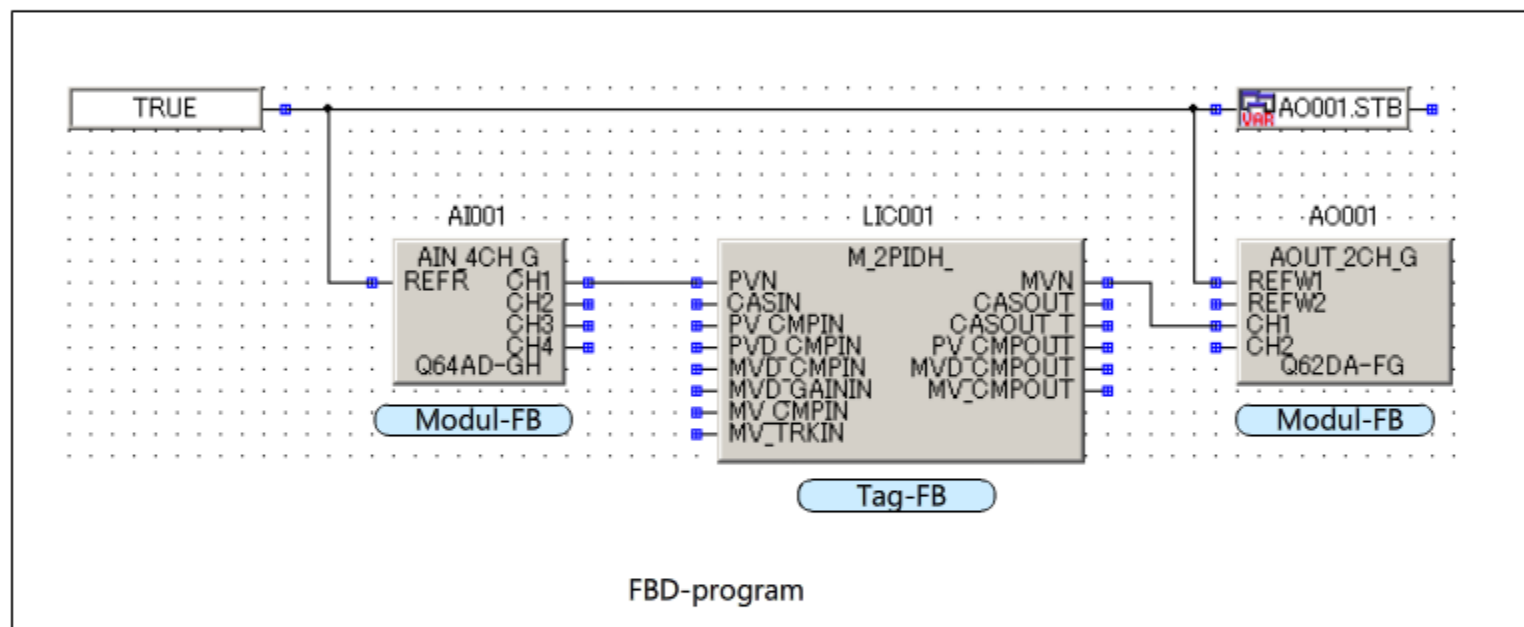 TRUE
VAR AO001.STB
AI001
LIC001
AO001
AIN_4CH_G
REFR CH1
CH2
CH3
CH4
Q64AD-GH
Modul-FB
M_2PIDH_
PVN MVN
CASIN CASOUT
PV_CMPIN CASOUT_T
PVD_CMPIN PV_CMPOUT
MVD_CMPIN MVD_CMPOUT
MVD_GAININ MV_CMPOUT
MV_CMPIN
MV_TRKIN
Tag-FB
AOUT_2CH_G
REFW1
REFW2
CH1
CH2
Q62DA-FG
Modul-FB
FBD-program